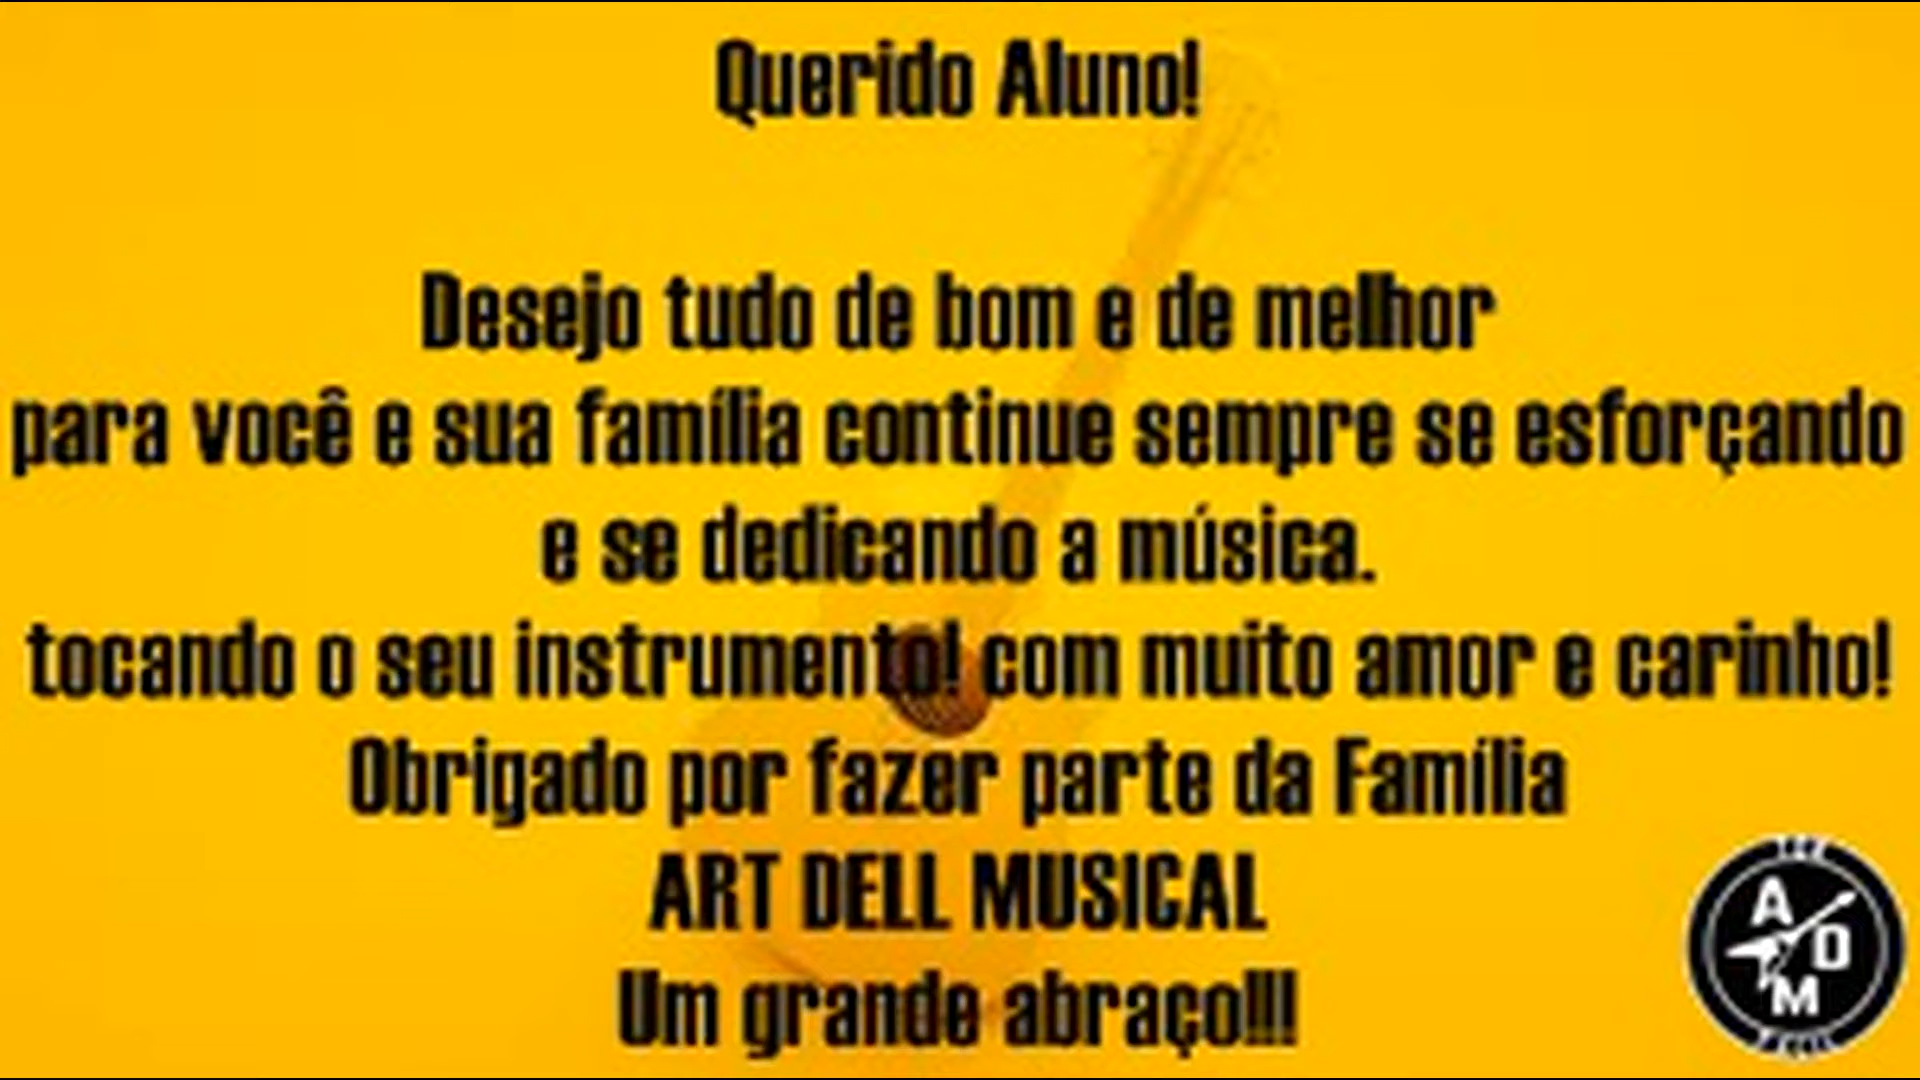 Querido Aluno!
Desejo tudo de bom e de melhor
para você e sua família continue sempre se esforçando
e se dedicando a música.
tocando o seu instrumento! com muito amor e carinho!
Obrigado por fazer parte da Família
ART DELL MUSICAL
Um grande abraço!!!
A
D
M